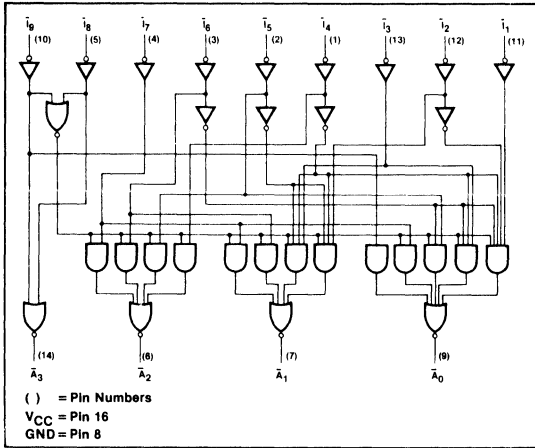 Ī9 Ī8 Ī7 Ī6 Ī5 Ī4 Ī3 Ī2 Ī1
(10) (5) (4) (3) (2) (1) (13) (12) (11)
(14) (6) (7) (9)
Ā3 Ā2 Ā1 Ā0
( ) = Pin Numbers
VCC = Pin 16
GND = Pin 8